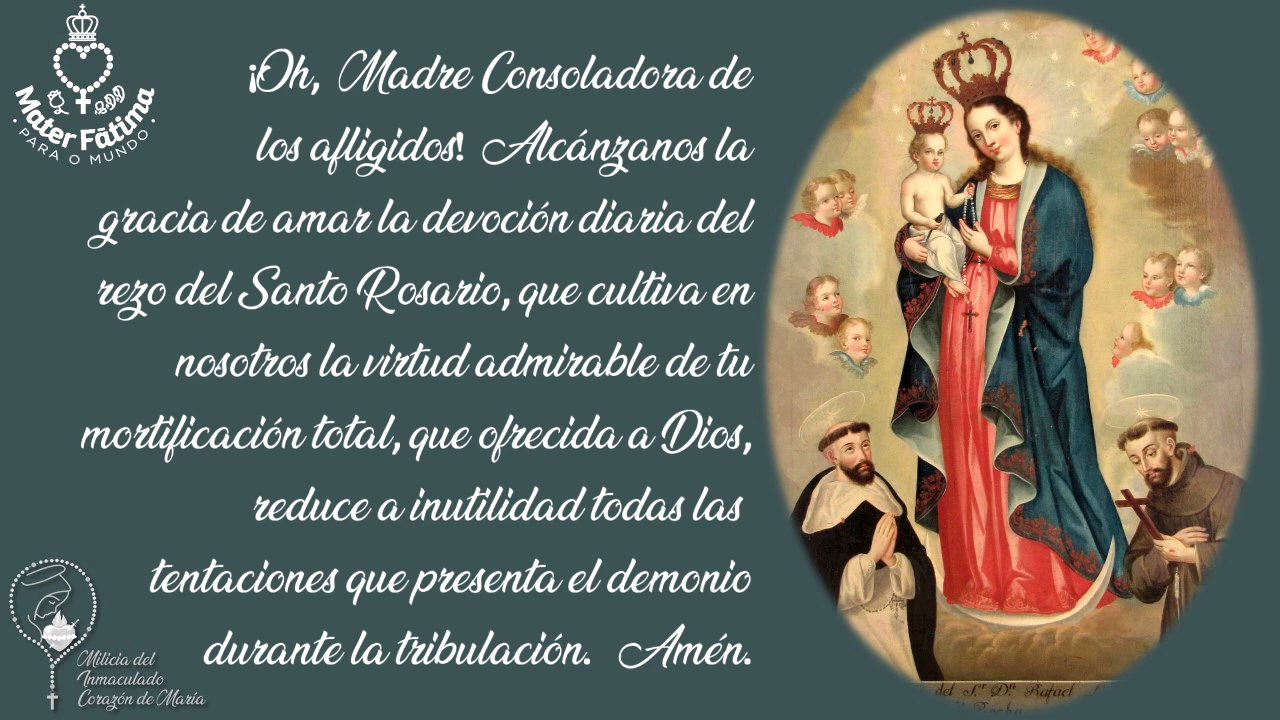 Mater Fátima
· PARA O MUNDO ·
¡Oh, Madre Consoladora de
los afligidos! Alcánzanos la
gracia de amar la devoción diaria del
rezo del Santo Rosario, que cultiva en
nosotros la virtud admirable de tu
mortificación total, que ofrecida a Dios,
reduce a inutilidad todas las
tentaciones que presenta el demonio
durante la tribulación. Amén.
Milicia del
Inmaculado
Corazón de María
del S.r D.n Rafael